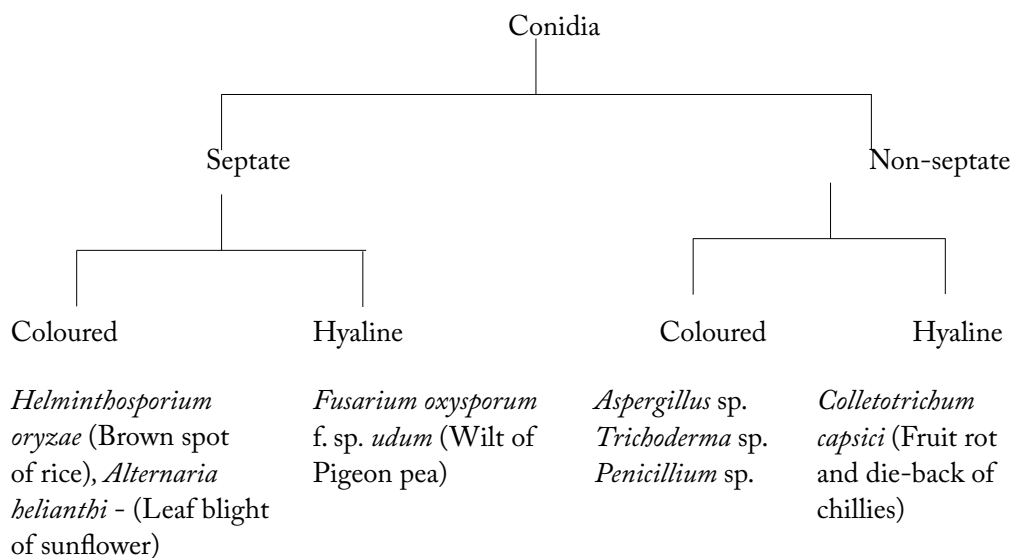 Conidia
Septate
Non-septate
Coloured
Hyaline
Coloured
Hyaline
Helminthosporium
oryzae (Brown spot
of rice), Alternaria
helianthi - (Leaf blight
of sunflower)
Fusarium oxysporum
f. sp. udum (Wilt of
Pigeon pea)
Aspergillus sp.
Trichoderma sp.
Penicillium sp.
Colletotrichum
capsici (Fruit rot
and die-back of
chillies)